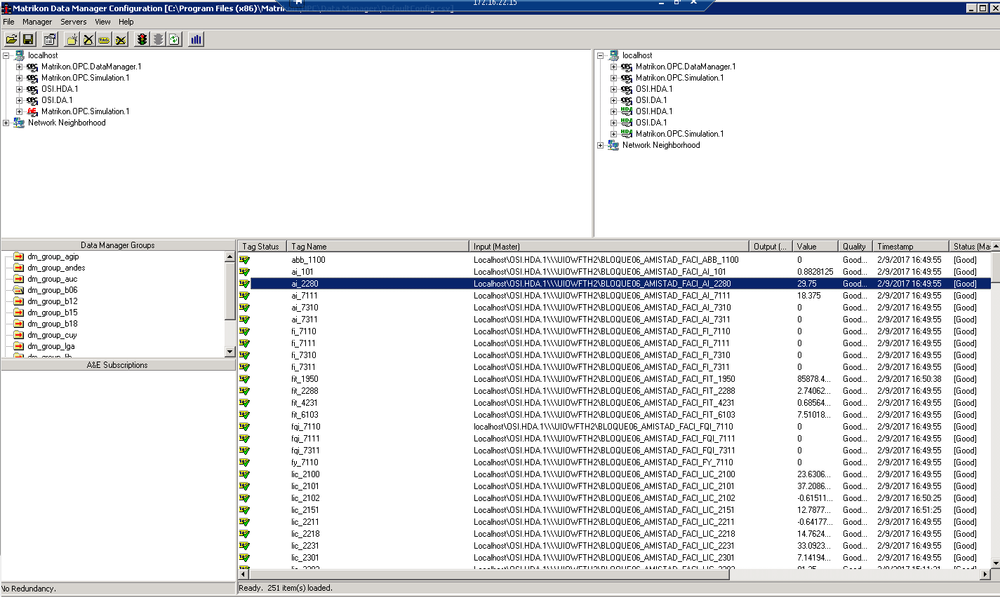 172.16.22.15
Matrikon Data Manager Configuration [C:\Program Files (x86)\Matrikon\OPC\Data Manager\DefaultConfig.csv]
File Manager Servers View Help
localhost
Matrikon.OPC.DataManager.1
Matrikon.OPC.Simulation.1
OSI.HDA.1
OSI.DA.1
Matrikon.OPC.Simulation.1
Network Neighborhood
localhost
Matrikon.OPC.DataManager.1
Matrikon.OPC.Simulation.1
OSI.HDA.1
OSI.DA.1
OSI.HDA.1
OSI.DA.1
Matrikon.OPC.Simulation.1
Network Neighborhood
Data Manager Groups
dm_group_agip
dm_group_andes
dm_group_auc
dm_group_b06
dm_group_b12
dm_group_b15
dm_group_b18
dm_group_cuy
dm_group_lga
A&E Subscriptions
No Redundancy.
Tag Status Tag Name Input (Master) Output (... Value Quality Timestamp Status (Ma
abb_1100 Localhost\OSI.HDA.1\\\UIOWFTH2\BLOQUE06_AMISTAD_FACI_ABB_1100 0 Good... 2/9/2017 16:49:55 [Good]
ai_101 Localhost\OSI.HDA.1\\\UIOWFTH2\BLOQUE06_AMISTAD_FACI_AI_101 0.8828125 Good... 2/9/2017 16:49:55 [Good]
ai_2280 Localhost\OSI.HDA.1\\\UIOWFTH2\BLOQUE06_AMISTAD_FACI_AI_2280 29.75 Good... 2/9/2017 16:49:55 [Good]
ai_7111 Localhost\OSI.HDA.1\\\UIOWFTH2\BLOQUE06_AMISTAD_FACI_AI_7111 18.375 Good... 2/9/2017 16:49:55 [Good]
ai_7310 Localhost\OSI.HDA.1\\\UIOWFTH2\BLOQUE06_AMISTAD_FACI_AI_7310 0 Good... 2/9/2017 16:49:55 [Good]
ai_7311 Localhost\OSI.HDA.1\\\UIOWFTH2\BLOQUE06_AMISTAD_FACI_AI_7311 0 Good... 2/9/2017 16:49:55 [Good]
fi_7110 Localhost\OSI.HDA.1\\\UIOWFTH2\BLOQUE06_AMISTAD_FACI_FI_7110 0 Good... 2/9/2017 16:49:55 [Good]
fi_7111 Localhost\OSI.HDA.1\\\UIOWFTH2\BLOQUE06_AMISTAD_FACI_FI_7111 0 Good... 2/9/2017 16:49:55 [Good]
fi_7310 Localhost\OSI.HDA.1\\\UIOWFTH2\BLOQUE06_AMISTAD_FACI_FI_7310 0 Good... 2/9/2017 16:49:55 [Good]
fi_7311 Localhost\OSI.HDA.1\\\UIOWFTH2\BLOQUE06_AMISTAD_FACI_FI_7311 0 Good... 2/9/2017 16:49:55 [Good]
fit_1950 Localhost\OSI.HDA.1\\\UIOWFTH2\BLOQUE06_AMISTAD_FACI_FIT_1950 85878.4... Good... 2/9/2017 16:50:38 [Good]
fit_2288 Localhost\OSI.HDA.1\\\UIOWFTH2\BLOQUE06_AMISTAD_FACI_FIT_2288 2.74062... Good... 2/9/2017 16:49:55 [Good]
fit_4231 Localhost\OSI.HDA.1\\\UIOWFTH2\BLOQUE06_AMISTAD_FACI_FIT_4231 0.68564... Good... 2/9/2017 16:49:55 [Good]
fit_6103 Localhost\OSI.HDA.1\\\UIOWFTH2\BLOQUE06_AMISTAD_FACI_FIT_6103 7.51018... Good... 2/9/2017 16:49:55 [Good]
fqi_7110 localhost\OSI.HDA.1\\\UIOWFTH2\BLOQUE06_AMISTAD_FACI_FQI_7110 0 Good... 2/9/2017 16:49:55 [Good]
fqi_7111 Localhost\OSI.HDA.1\\\UIOWFTH2\BLOQUE06_AMISTAD_FACI_FQI_7111 0 Good... 2/9/2017 16:49:55 [Good]
fqi_7311 Localhost\OSI.HDA.1\\\UIOWFTH2\BLOQUE06_AMISTAD_FACI_FQI_7311 0 Good... 2/9/2017 16:49:55 [Good]
fy_7110 Localhost\OSI.HDA.1\\\UIOWFTH2\BLOQUE06_AMISTAD_FACI_FY_7110 0 Good... 2/9/2017 16:49:55 [Good]
lic_2100 Localhost\OSI.HDA.1\\\UIOWFTH2\BLOQUE06_AMISTAD_FACI_LIC_2100 23.6306... Good... 2/9/2017 16:49:55 [Good]
lic_2101 Localhost\OSI.HDA.1\\\UIOWFTH2\BLOQUE06_AMISTAD_FACI_LIC_2101 37.2086... Good... 2/9/2017 16:49:55 [Good]
lic_2102 Localhost\OSI.HDA.1\\\UIOWFTH2\BLOQUE06_AMISTAD_FACI_LIC_2102 -0.61511... Good... 2/9/2017 16:50:25 [Good]
lic_2151 Localhost\OSI.HDA.1\\\UIOWFTH2\BLOQUE06_AMISTAD_FACI_LIC_2151 12.7877... Good... 2/9/2017 16:51:25 [Good]
lic_2211 Localhost\OSI.HDA.1\\\UIOWFTH2\BLOQUE06_AMISTAD_FACI_LIC_2211 -0.64177... Good... 2/9/2017 16:49:55 [Good]
lic_2218 Localhost\OSI.HDA.1\\\UIOWFTH2\BLOQUE06_AMISTAD_FACI_LIC_2218 14.7624... Good... 2/9/2017 16:49:55 [Good]
lic_2231 Localhost\OSI.HDA.1\\\UIOWFTH2\BLOQUE06_AMISTAD_FACI_LIC_2231 33.0923... Good... 2/9/2017 16:49:55 [Good]
lic_2301 Localhost\OSI.HDA.1\\\UIOWFTH2\BLOQUE06_AMISTAD_FACI_LIC_2301 7.14194... Good... 2/9/2017 16:49:55 [Good]
Ready. 251 item(s) loaded.